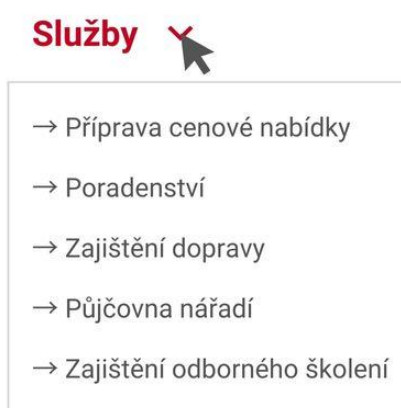 Služby
→ Příprava cenové nabídky
→ Poradenství
→ Zajištění dopravy
→ Půjčovna nářadí
→ Zajištění odborného školení